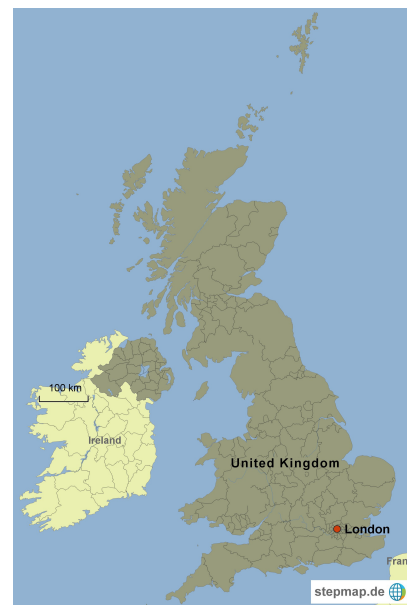 100 km
Ireland
United Kingdom
London
Fran
stepmap.de